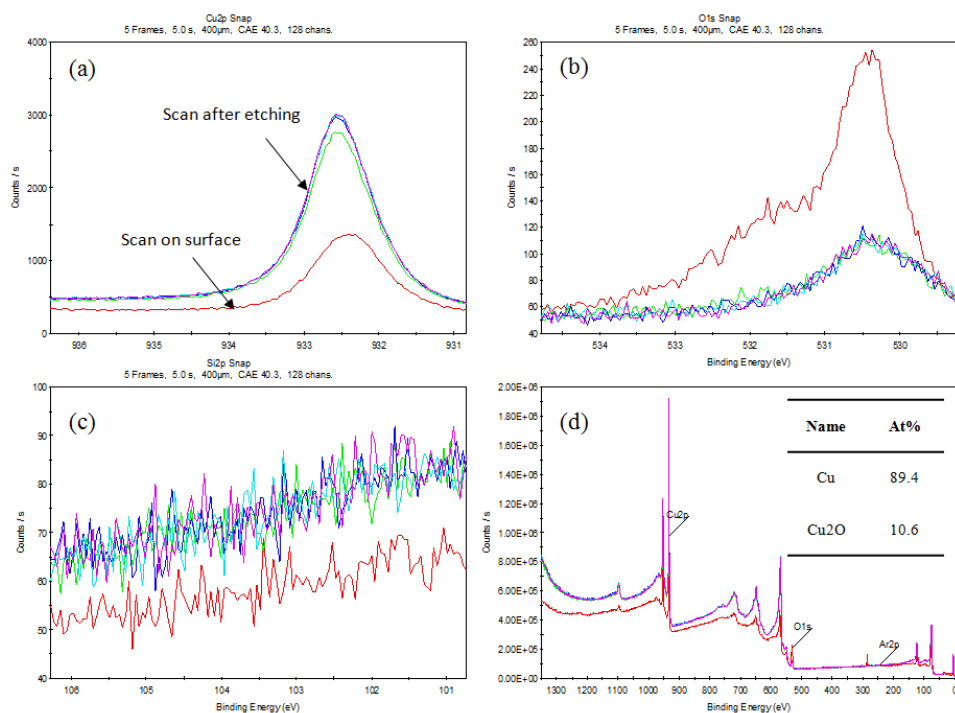 Cu2p Snap
5 Frames, 5.0 s, 400µm, CAE 40.3, 128 chans.
(a)
Scan after etching
Scan on surface
4000
3000
2000
1000
0
Counts / s
936 935 934 933 932 931
Binding Energy (eV)
O1s Snap
5 Frames, 5.0 s, 400µm, CAE 40.3, 128 chans.
(b)
260
240
220
200
180
160
140
120
100
80
60
40
Counts / s
534 533 532 531 530
Binding Energy (eV)
Si2p Snap
5 Frames, 5.0 s, 400µm, CAE 40.3, 128 chans.
(c)
100
90
80
70
60
50
40
Counts / s
106 105 104 103 102 101
Binding Energy (eV)
(d)
2.00E+06
1.80E+06
1.60E+06
1.40E+06
1.20E+06
1.00E+06
8.00E+05
6.00E+05
4.00E+05
2.00E+05
0.00E+00
Counts / s
Name At%
Cu 89.4
Cu2O 10.6
Cu2p
O1s
Ar2p
1300 1200 1100 1000 900 800 700 600 500 400 300 200 100 0
Binding Energy (eV)